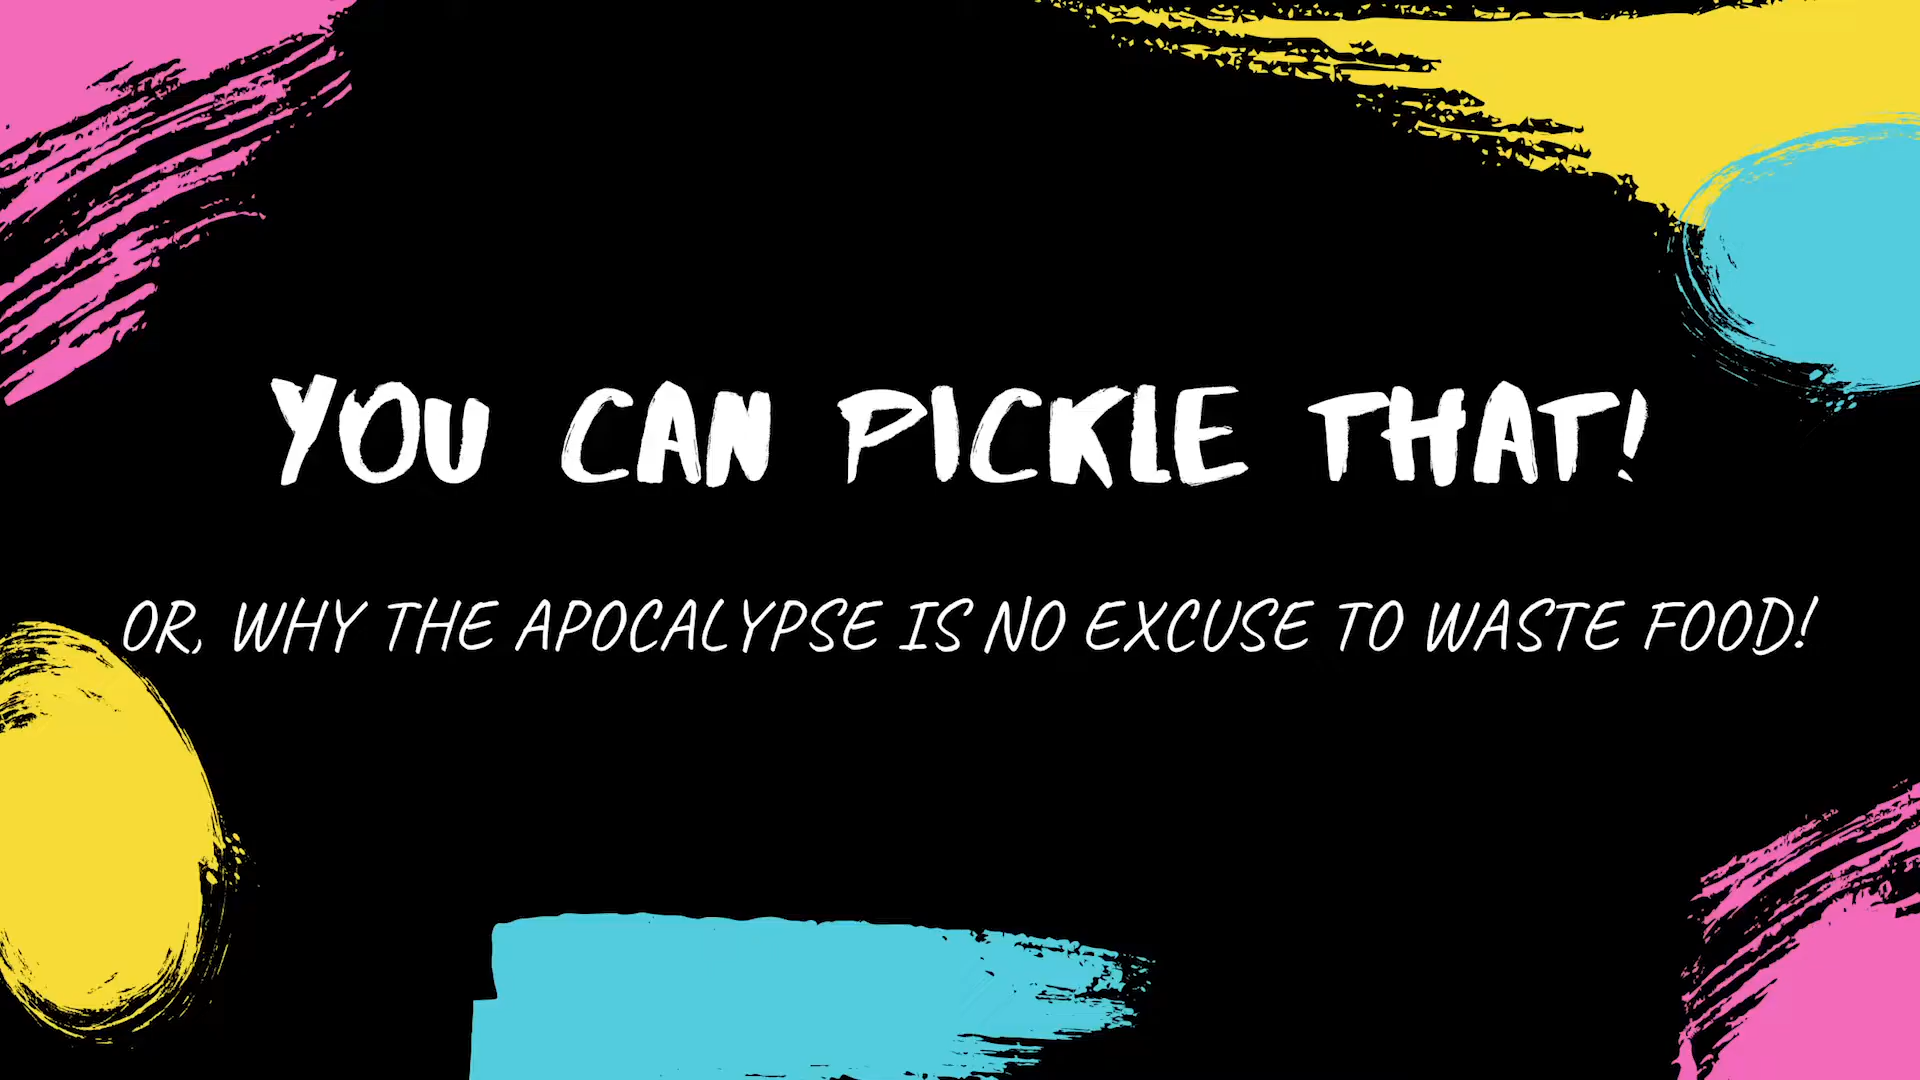 YOU CAN PICKLE THAT!
OR, WHY THE APOCALYPSE IS NO EXCUSE TO WASTE FOOD!